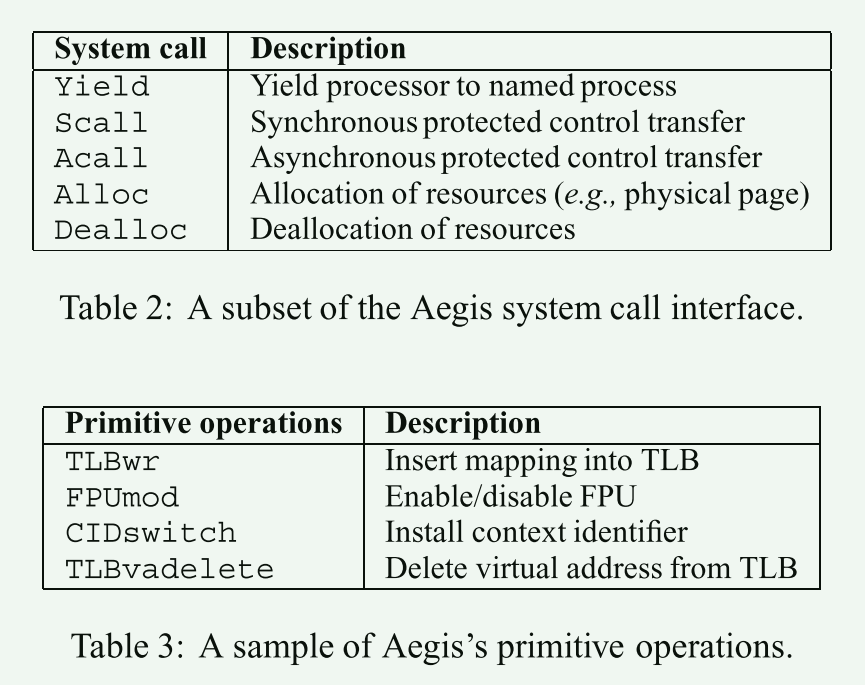 System call Description
Yield Yield processor to named process
Scall Synchronous protected control transfer
Acall Asynchronous protected control transfer
Alloc Allocation of resources (e.g., physical page)
Dealloc Deallocation of resources
Table 2: A subset of the Aegis system call interface.
Primitive operations Description
TLBwr Insert mapping into TLB
FPUmod Enable/disable FPU
CIDswitch Install context identifier
TLBvadelete Delete virtual address from TLB
Table 3: A sample of Aegis's primitive operations.